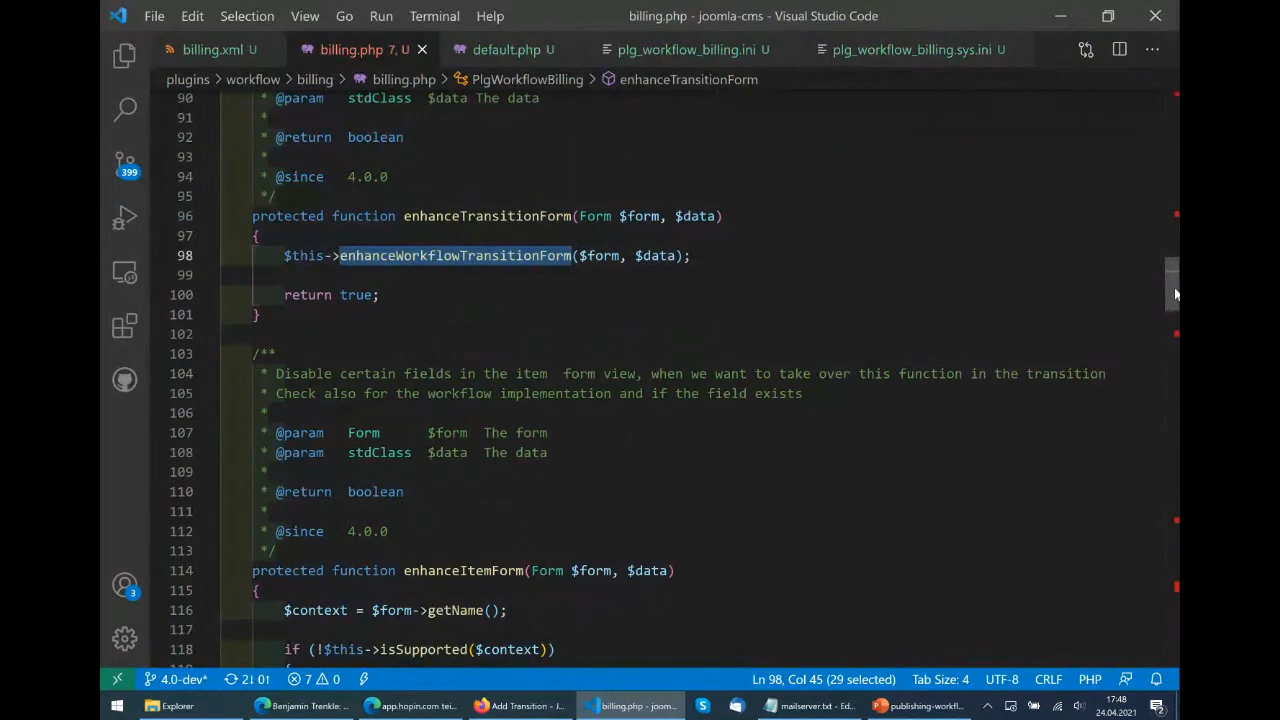 File Edit Selection View Go Run Terminal Help billing.php - joomla-cms - Visual Studio Code
billing.xml U billing.php 7, U default.php U plg_workflow_billing.ini U plg_workflow_billing.sys.ini U
plugins > workflow > billing > billing.php > PlgWorkflowBilling > enhanceTransitionForm
90 * @param stdClass $data The data
91 *
92 * @return boolean
93 *
94 * @since 4.0.0
95 */
96 protected function enhanceTransitionForm(Form $form, $data)
97 {
98 $this->enhanceWorkflowTransitionForm($form, $data);
99
100 return true;
101 }
102
103 /**
104 * Disable certain fields in the item  form view, when we want to take over this function in the transition
105 * Check also for the workflow implementation and if the field exists
106 *
107 * @param Form $form The form
108 * @param stdClass $data The data
109 *
110 * @return boolean
111 *
112 * @since 4.0.0
113 */
114 protected function enhanceItemForm(Form $form, $data)
115 {
116 $context = $form->getName();
117
118 if (!$this->isSupported($context))
119 {
399
3
4.0-dev* 2↓ 0↑ 7 0 Ln 98, Col 45 (29 selected) Tab Size: 4 UTF-8 CRLF PHP
Explorer Benjamin Trenkle: ... app.hopin.com tei... Add Transition - J... billing.php - joom... mailserver.txt - Ed... publishing-workfl... 17:48
24.04.2021 2